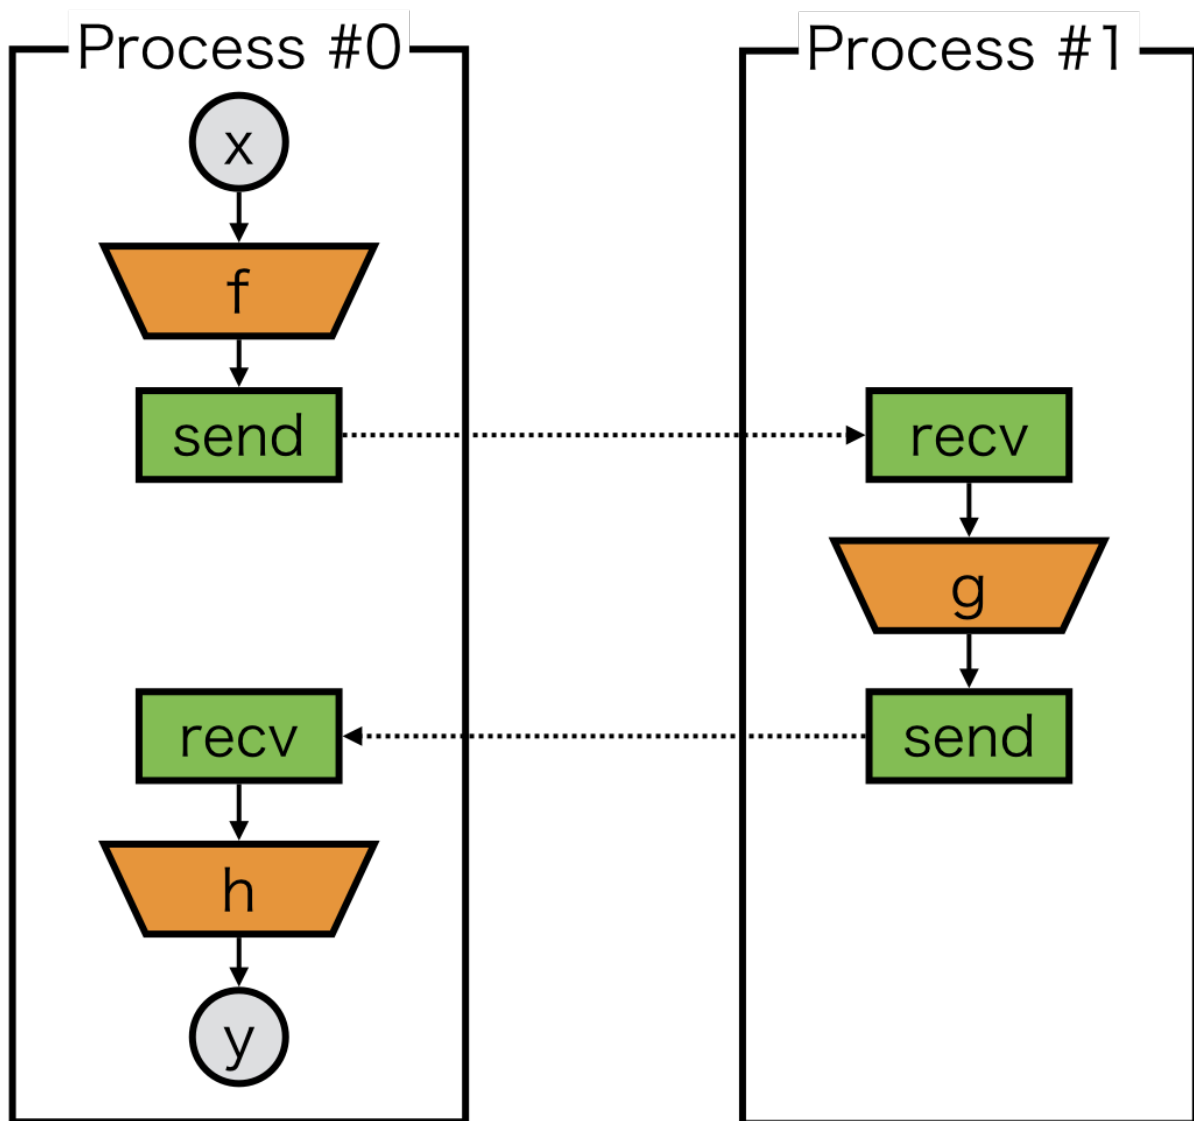 Process #0
Process #1
x
f
send
recv
g
recv
send
h
y